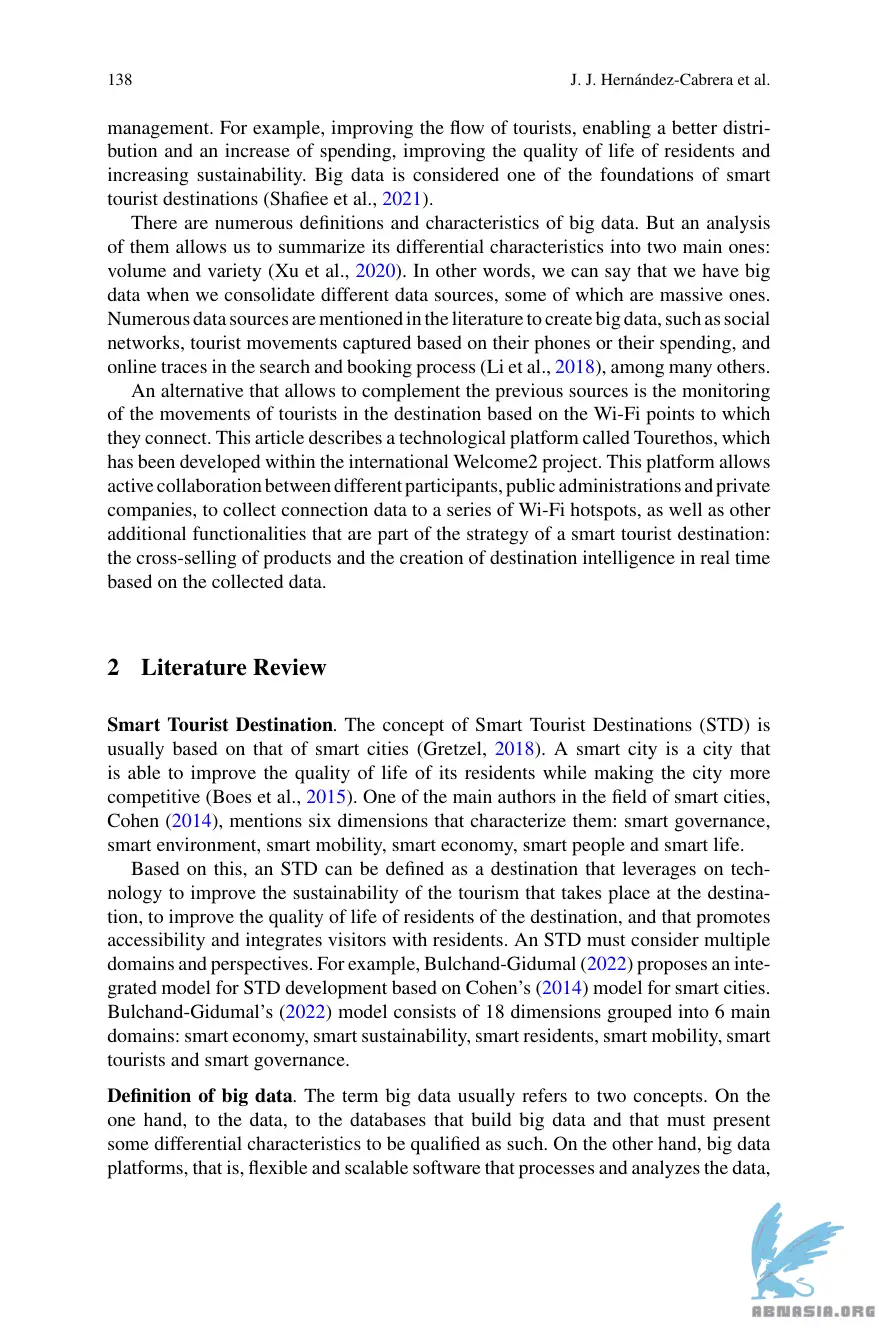 138
J. J. Hernández-Cabrera et al.
management. For example, improving the flow of tourists, enabling a better distri-
bution and an increase of spending, improving the quality of life of residents and
increasing sustainability. Big data is considered one of the foundations of smart
tourist destinations (Shafiee et al., 2021).
There are numerous definitions and characteristics of big data. But an analysis
of them allows us to summarize its differential characteristics into two main ones:
volume and variety (Xu et al., 2020). In other words, we can say that we have big
data when we consolidate different data sources, some of which are massive ones.
Numerous data sources are mentioned in the literature to create big data, such as social
networks, tourist movements captured based on their phones or their spending, and
online traces in the search and booking process (Li et al., 2018), among many others.
An alternative that allows to complement the previous sources is the monitoring
of the movements of tourists in the destination based on the Wi-Fi points to which
they connect. This article describes a technological platform called Tourethos, which
has been developed within the international Welcome2 project. This platform allows
active collaboration between different participants, public administrations and private
companies, to collect connection data to a series of Wi-Fi hotspots, as well as other
additional functionalities that are part of the strategy of a smart tourist destination:
the cross-selling of products and the creation of destination intelligence in real time
based on the collected data.
2 Literature Review
Smart Tourist Destination. The concept of Smart Tourist Destinations (STD) is
usually based on that of smart cities (Gretzel, 2018). A smart city is a city that
is able to improve the quality of life of its residents while making the city more
competitive (Boes et al., 2015). One of the main authors in the field of smart cities,
Cohen (2014), mentions six dimensions that characterize them: smart governance,
smart environment, smart mobility, smart economy, smart people and smart life.
Based on this, an STD can be defined as a destination that leverages on tech-
nology to improve the sustainability of the tourism that takes place at the destina-
tion, to improve the quality of life of residents of the destination, and that promotes
accessibility and integrates visitors with residents. An STD must consider multiple
domains and perspectives. For example, Bulchand-Gidumal (2022) proposes an inte-
grated model for STD development based on Cohen's (2014) model for smart cities.
Bulchand-Gidumal's (2022) model consists of 18 dimensions grouped into 6 main
domains: smart economy, smart sustainability, smart residents, smart mobility, smart
tourists and smart governance.
Definition of big data. The term big data usually refers to two concepts. On the
one hand, to the data, to the databases that build big data and that must present
some differential characteristics to be qualified as such. On the other hand, big data
platforms, that is, flexible and scalable software that processes and analyzes the data,
ABNASIA.ORG